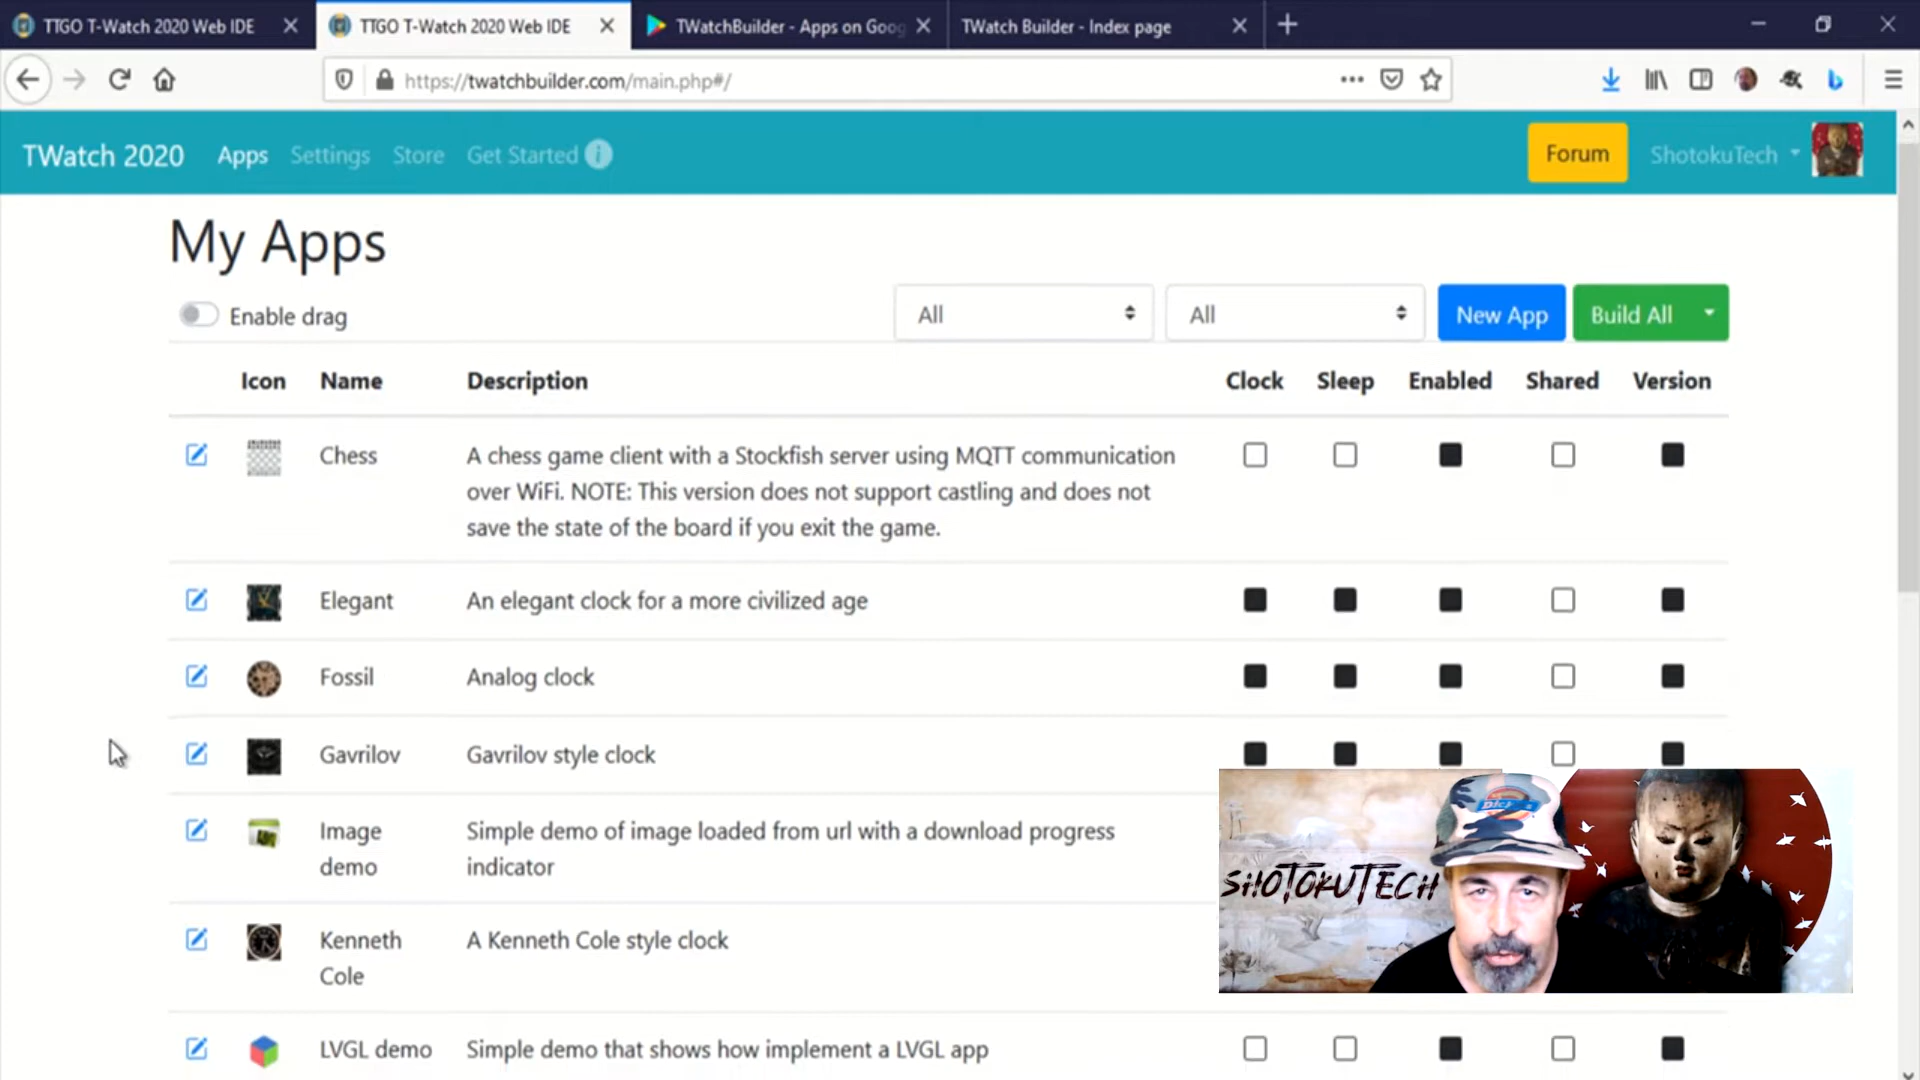 TTGO T-Watch 2020 Web IDE
TTGO T-Watch 2020 Web IDE
TWatchBuilder - Apps on Goog
TWatch Builder - Index page
https://twatchbuilder.com/main.php#/
TWatch 2020
Apps
Settings
Store
Get Started
Forum
ShotokuTech
My Apps
Enable drag
All
All
New App
Build All
Icon Name Description Clock Sleep Enabled Shared Version
Chess
A chess game client with a Stockfish server using MQTT communication
over WiFi. NOTE: This version does not support castling and does not
save the state of the board if you exit the game.
Elegant
An elegant clock for a more civilized age
Fossil
Analog clock
Gavrilov
Gavrilov style clock
Image
demo
Simple demo of image loaded from url with a download progress
indicator
Kenneth
Cole
A Kenneth Cole style clock
LVGL demo
Simple demo that shows how implement a LVGL app
SHOTOKUTECH
Dickies